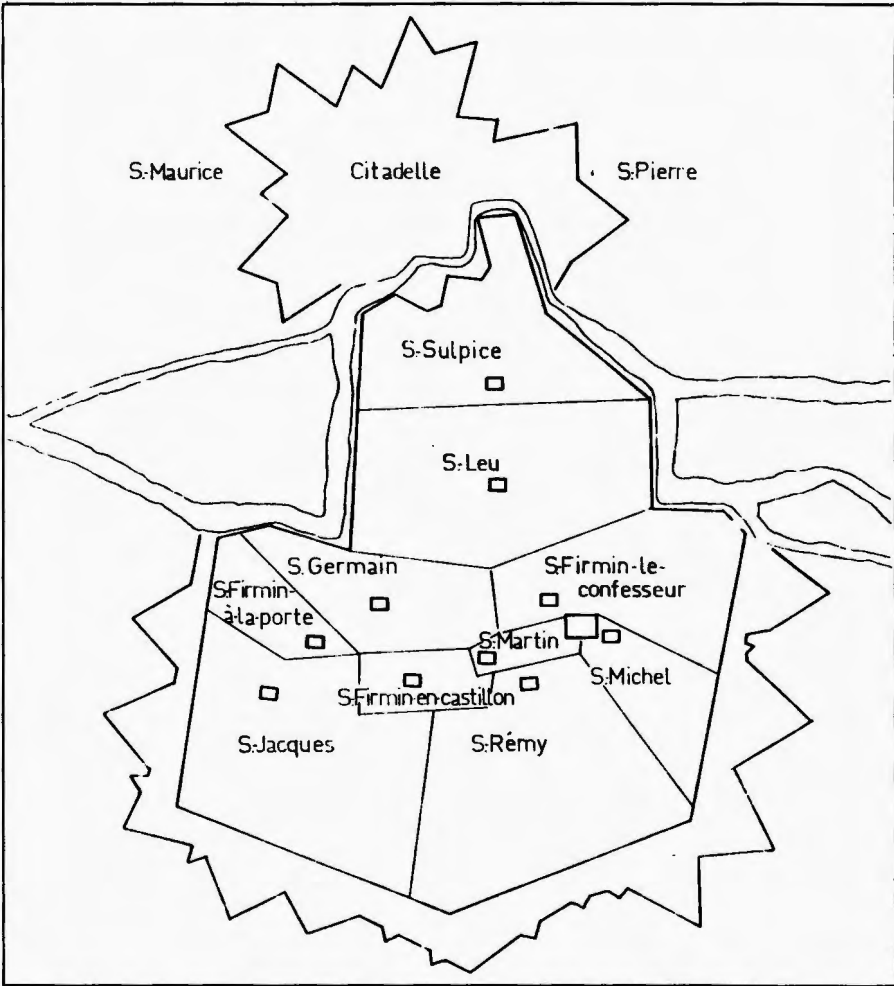 S.-Maurice
Citadelle
S.-Pierre
S.-Sulpice
S.-Leu
S.Germain
S.Firmin-
à-la-porte
S.-Firmin-le-
confesseur
S.-Martin
S.-Michel
S.Firmin-en-castillon
S.-Jacques
S.-Rémy